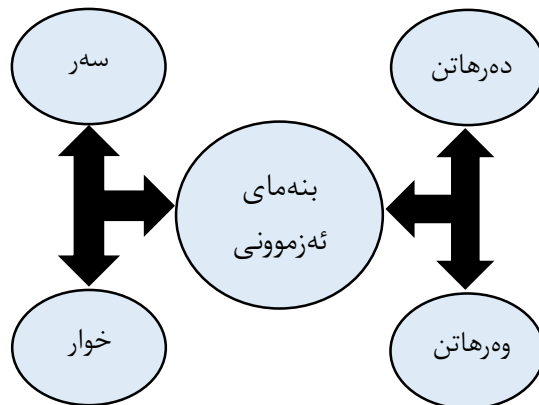 دەرهاتن
سەر
بنەمای
ئەزموونی
وەرهاتن
خوار